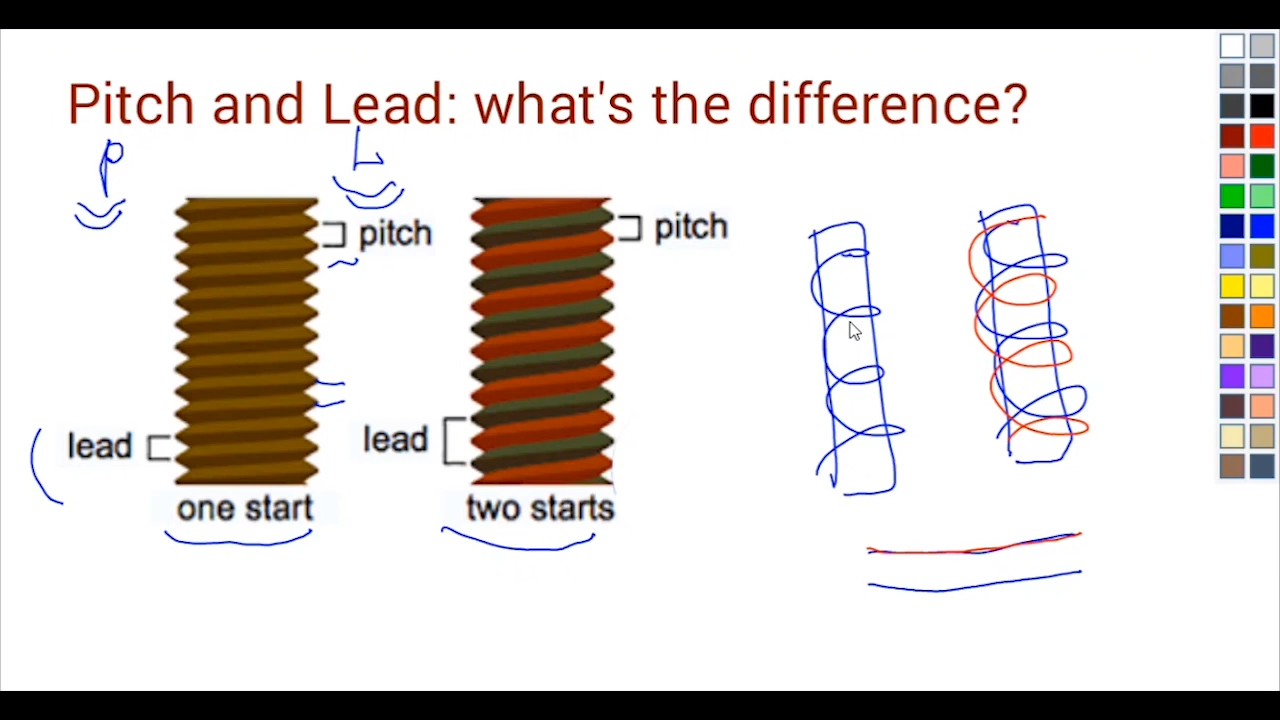 Pitch and Lead: what's the difference?
P
L
pitch
pitch
lead
lead
one start
two starts